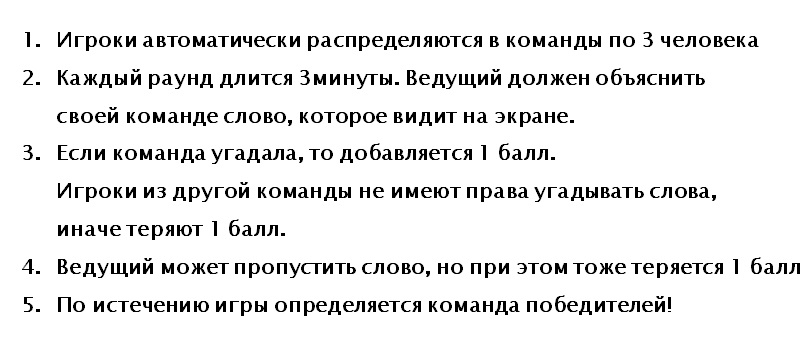 1. Игроки автоматически распределяются в команды по 3 человека
2. Каждый раунд длится 3минуты. Ведущий должен объяснить
своей команде слово, которое видит на экране.
3. Если команда угадала, то добавляется 1 балл.
Игроки из другой команды не имеют права угадывать слова,
иначе теряют 1 балл.
4. Ведущий может пропустить слово, но при этом тоже теряется 1 балл
5. По истечению игры определяется команда победителей!